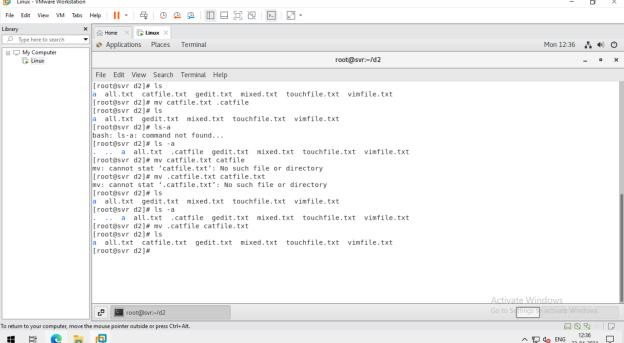 Linux - VMware Workstation
File Edit View VM Tabs Help
Library
Type here to search
My Computer
Linux
Home
Linux
Applications Places Terminal
Mon 12:36
root@svr:~/d2
File Edit View Search Terminal Help
[root@svr d2]# ls
a all.txt catfile.txt gedit.txt mixed.txt touchfile.txt vimfile.txt
[root@svr d2]# mv catfile.txt .catfile
[root@svr d2]# ls
a all.txt gedit.txt mixed.txt touchfile.txt vimfile.txt
[root@svr d2]# ls-a
bash: ls-a: command not found...
[root@svr d2]# ls -a
. .. a all.txt .catfile gedit.txt mixed.txt touchfile.txt vimfile.txt
[root@svr d2]# mv catfile.txt catfile
mv: cannot stat ‘catfile.txt’: No such file or directory
[root@svr d2]# mv .catfile.txt catfile.txt
mv: cannot stat ‘.catfile.txt’: No such file or directory
[root@svr d2]# ls
a all.txt gedit.txt mixed.txt touchfile.txt vimfile.txt
[root@svr d2]# ls -a
. .. a all.txt .catfile gedit.txt mixed.txt touchfile.txt vimfile.txt
[root@svr d2]# mv .catfile catfile.txt
[root@svr d2]# ls
a all.txt catfile.txt gedit.txt mixed.txt touchfile.txt vimfile.txt
[root@svr d2]#
Activate Windows
Go to Settings to activate Windows.
root@svr:~/d2
To return to your computer, move the mouse pointer outside or press Ctrl+Alt.
ENG
12:36